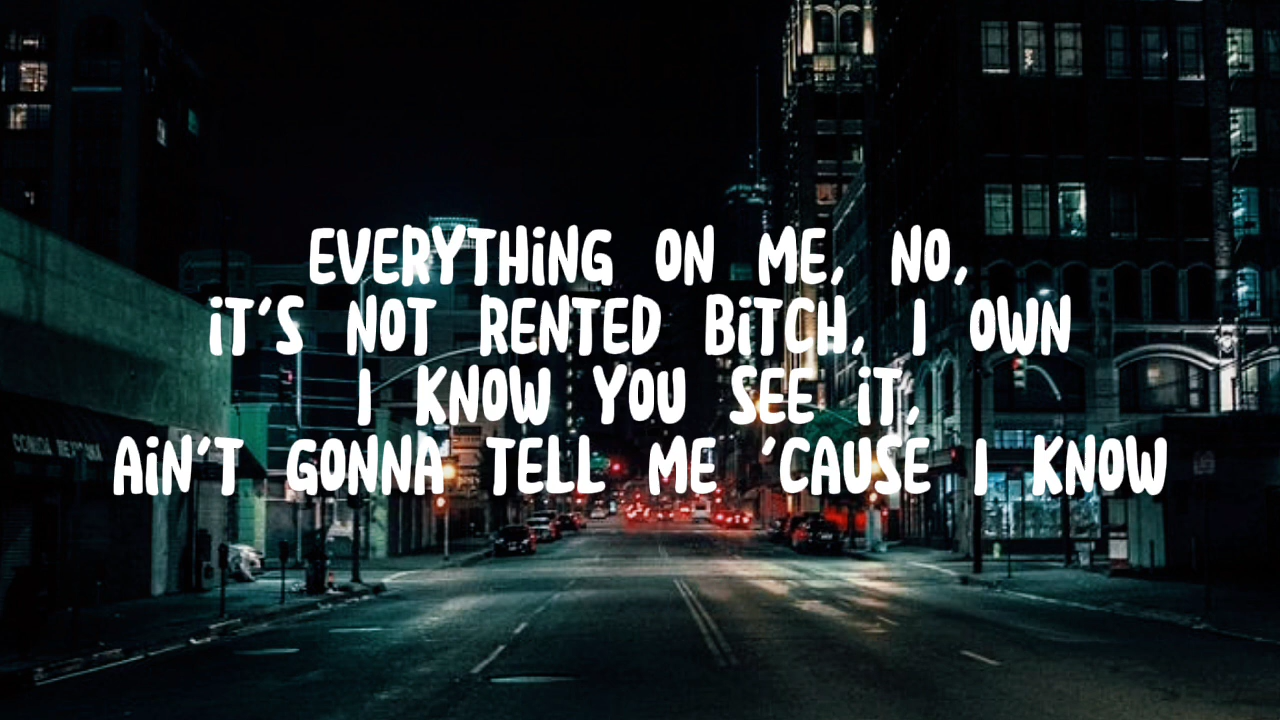 EVERYTHING ON ME, NO,
IT'S NOT RENTED BITCH, I OWN
I KNOW YOU SEE IT,
AIN'T GONNA TELL ME 'CAUSE I KNOW